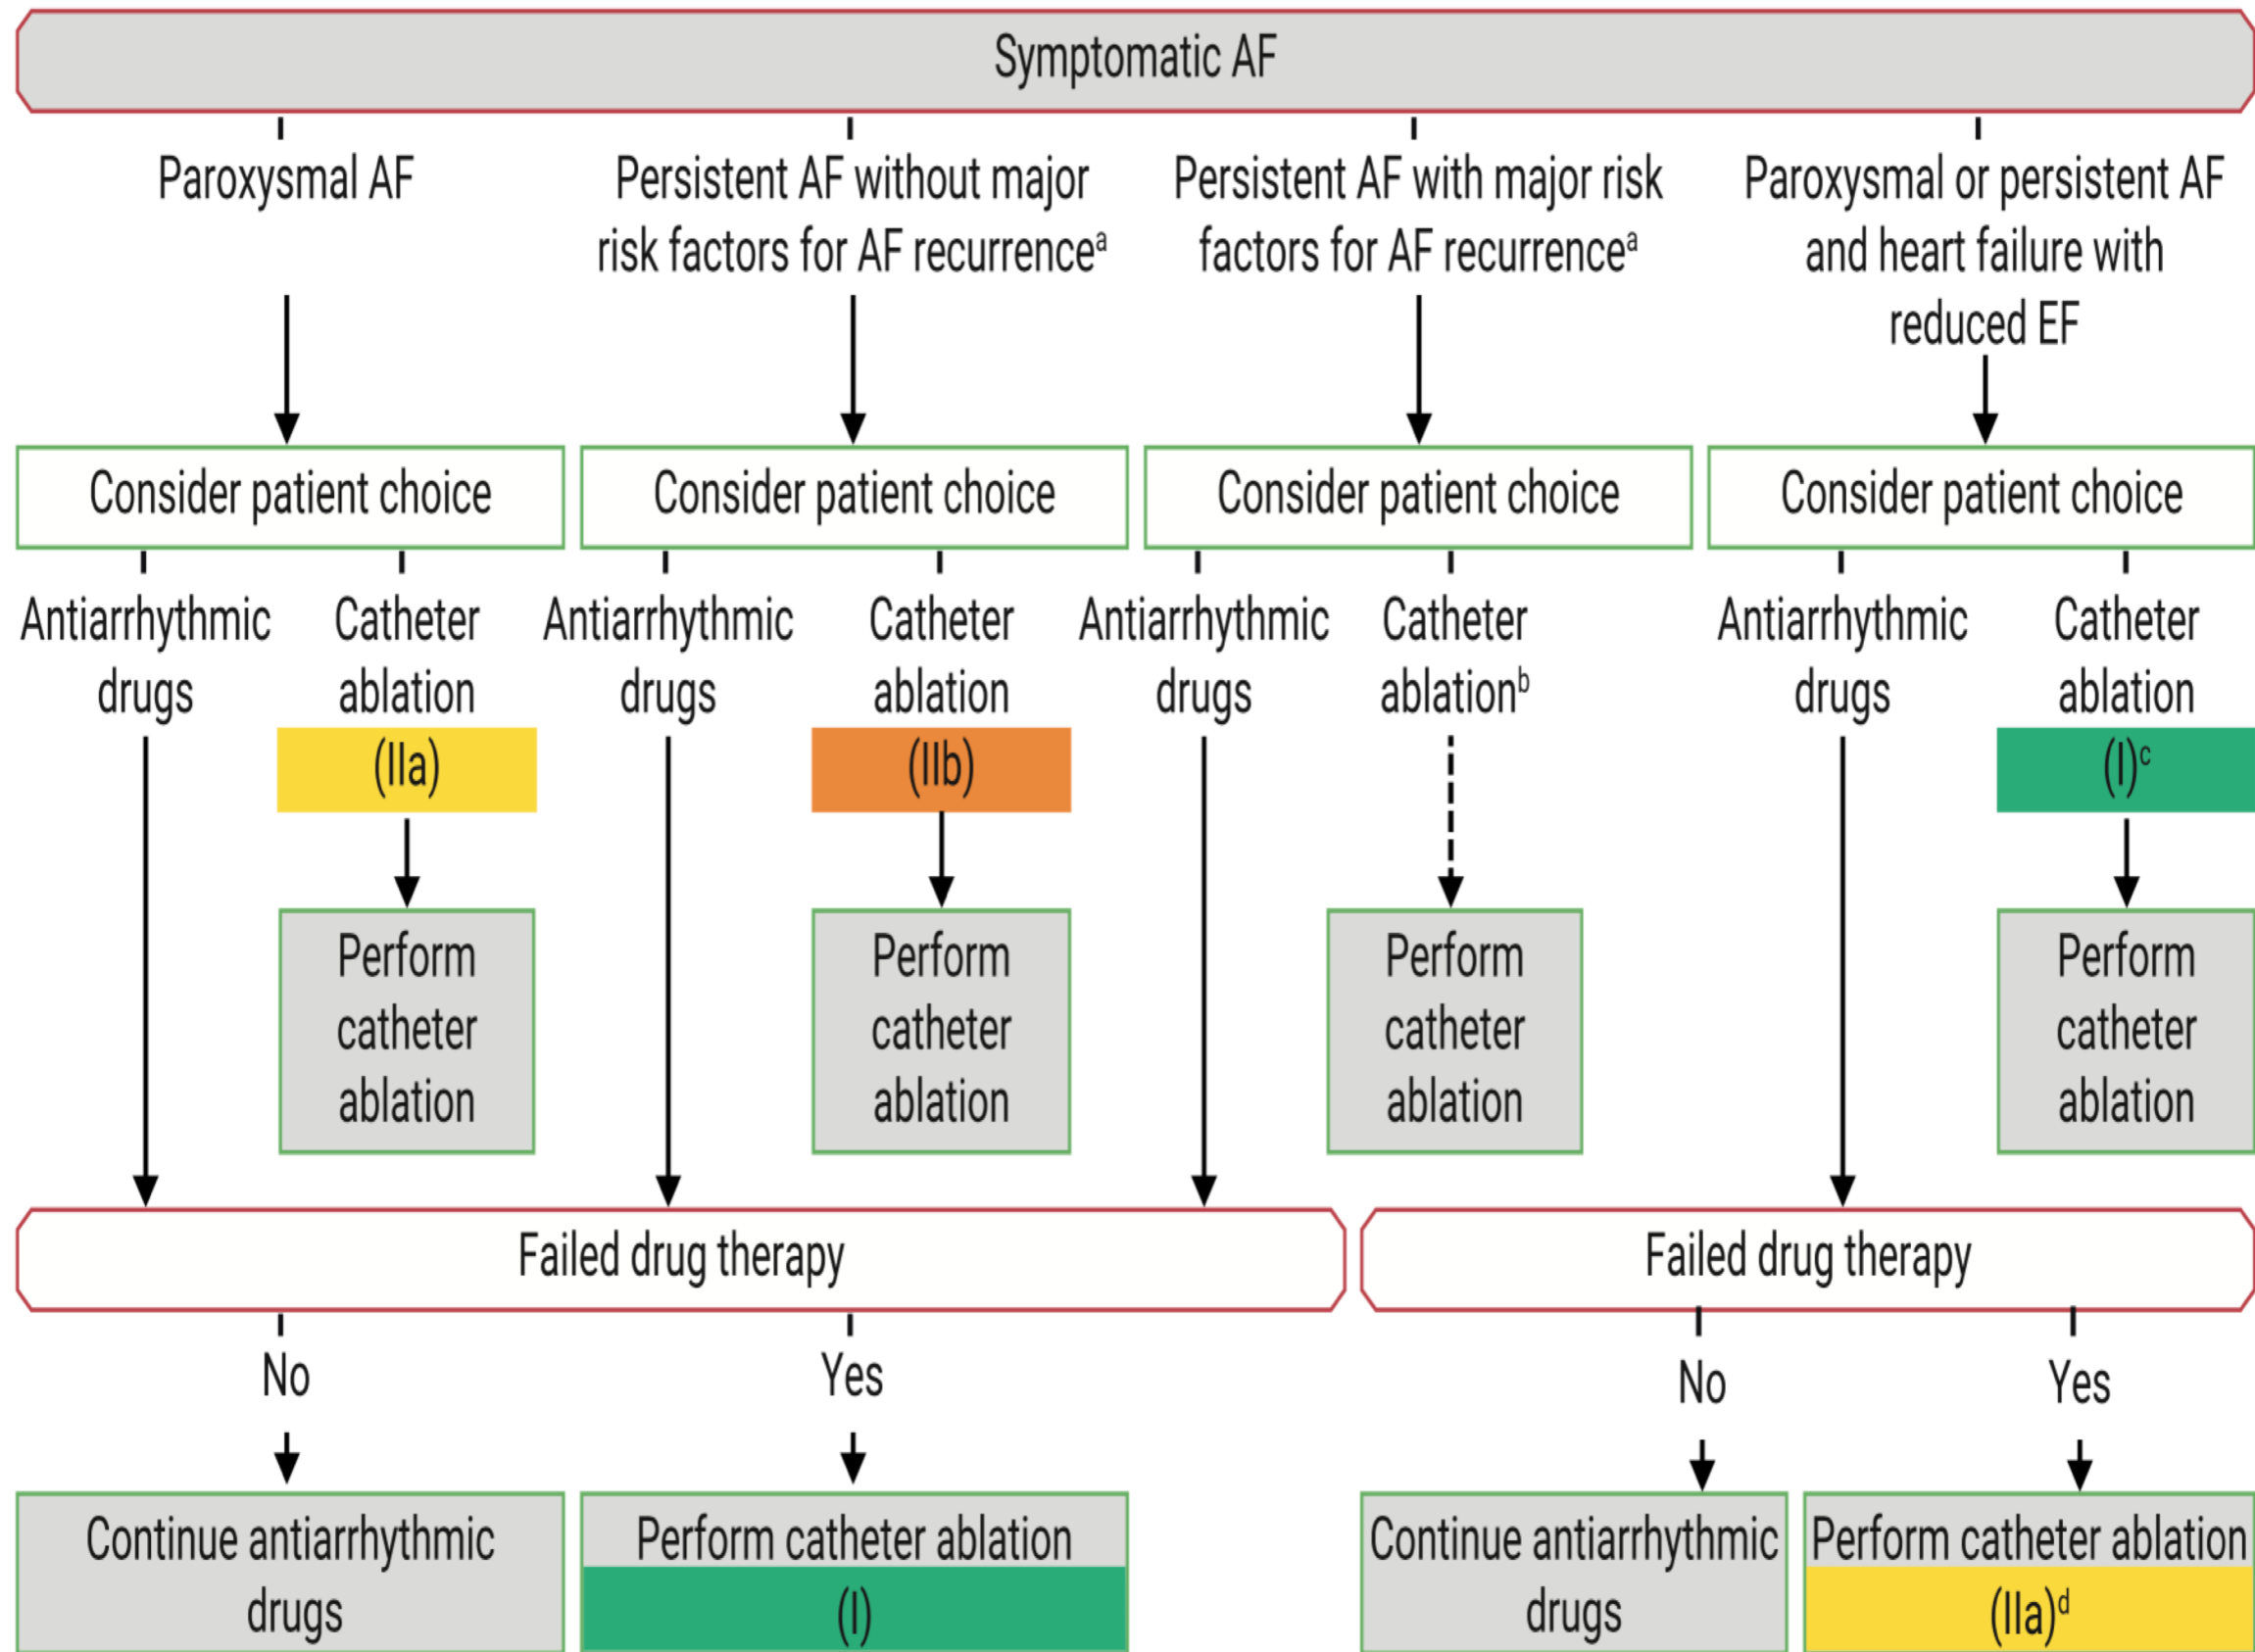 Symptomatic AF
Paroxysmal AF
Persistent AF without major
risk factors for AF recurrenceᵃ
Persistent AF with major risk
factors for AF recurrenceᵃ
Paroxysmal or persistent AF
and heart failure with
reduced EF
Consider patient choice
Consider patient choice
Consider patient choice
Consider patient choice
Antiarrhythmic
drugs
Catheter
ablation
(IIa)
Antiarrhythmic
drugs
Catheter
ablation
(IIb)
Antiarrhythmic
drugs
Catheter
ablationᵇ
Antiarrhythmic
drugs
Catheter
ablation
(I)ᶜ
Perform
catheter
ablation
Perform
catheter
ablation
Perform
catheter
ablation
Perform
catheter
ablation
Failed drug therapy
Failed drug therapy
No
Yes
No
Yes
Continue antiarrhythmic
drugs
Perform catheter ablation
(I)
Continue antiarrhythmic
drugs
Perform catheter ablation
(IIa)ᵈ